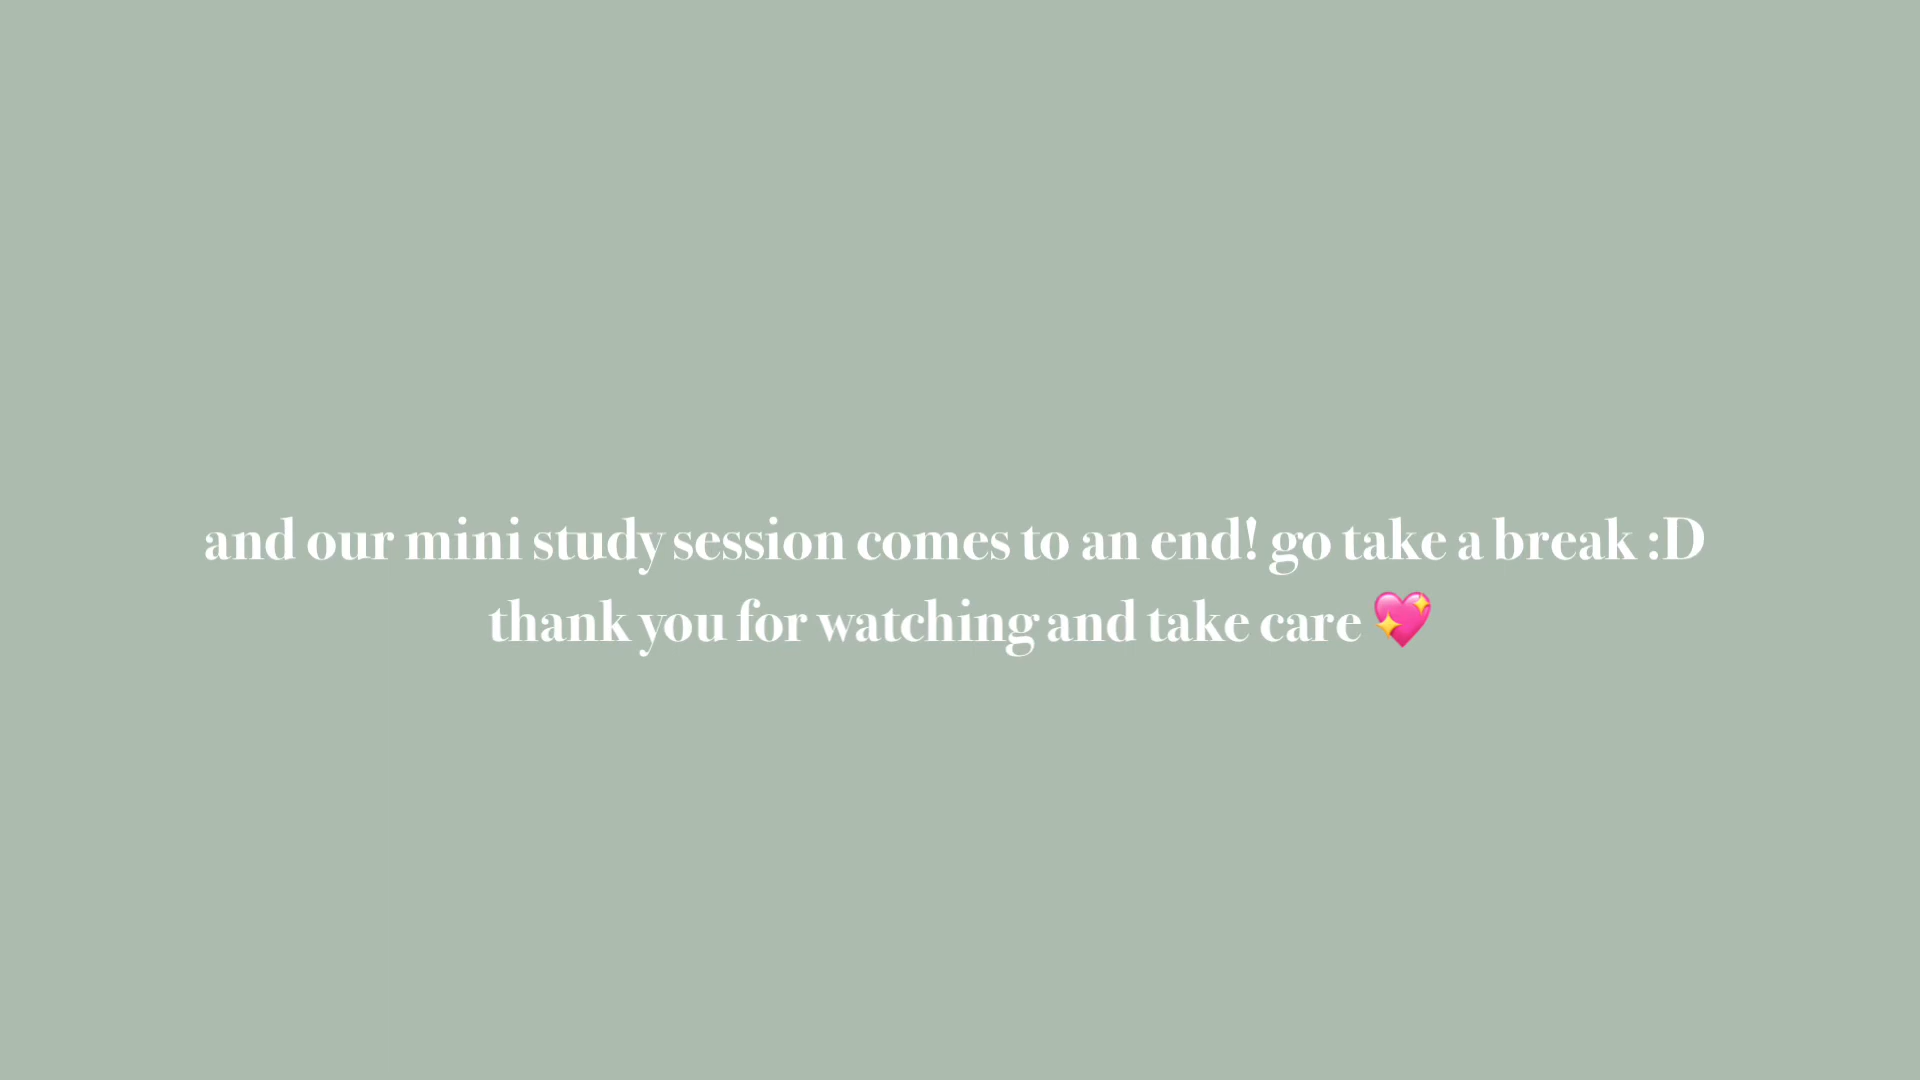 and our mini study session comes to an end! go take a break :D
thank you for watching and take care 💖